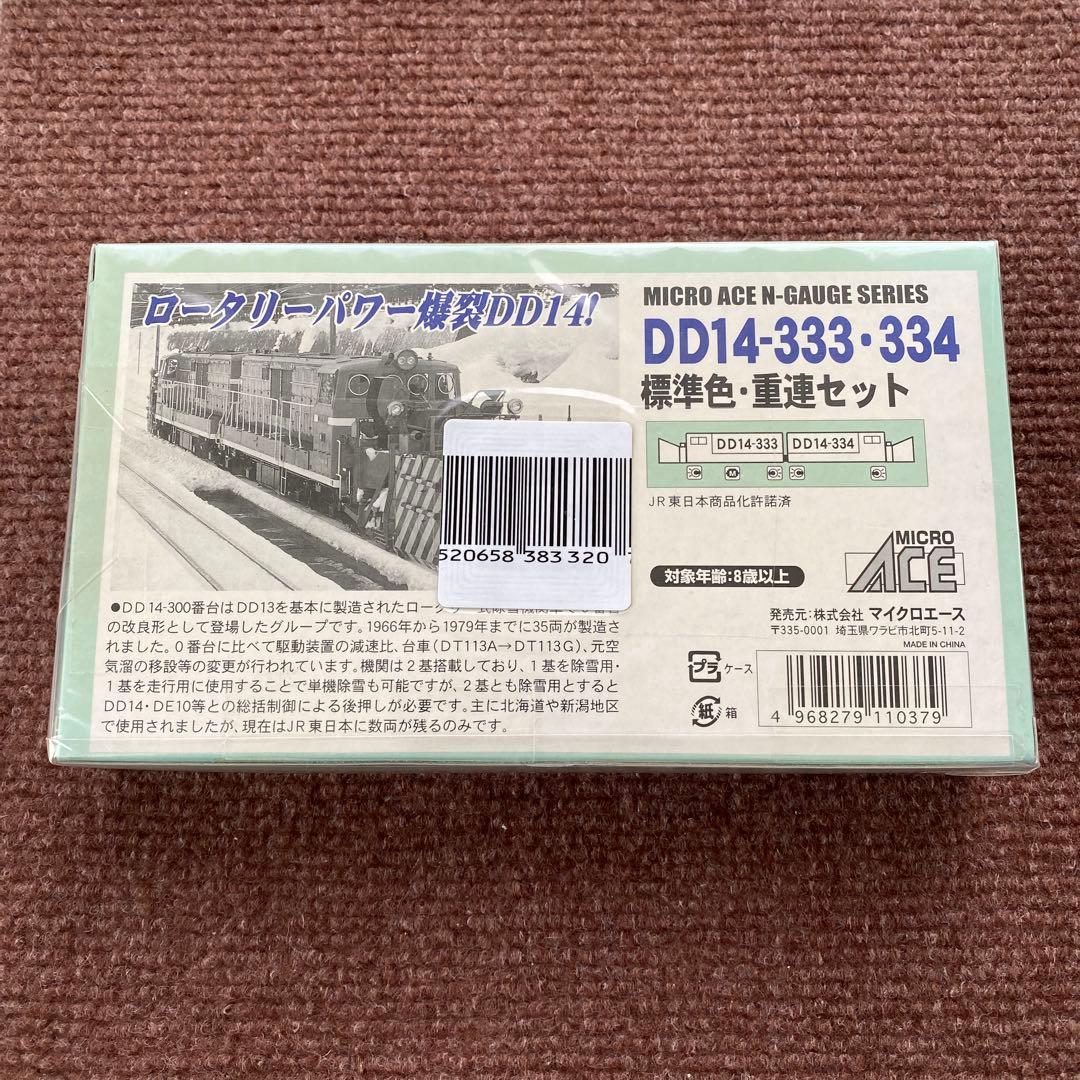 ロータリーパワー爆裂DD14!
MICRO ACE N-GAUGE SERIES
DD14-333・334
標準色・重連セット
DD14-333 DD14-334
C M C
JR東日本商品化許諾済
MICRO
ACE
対象年齢:8歳以上
発売元:株式会社 マイクロエース
〒335-0001 埼玉県ワラビ市北町5-11-2
MADE IN CHINA
プラ ケース
紙 箱
4 968279 110379
520658 383 320
●DD14-300番台はDD13を基本に製造されたロータリー式除雪機関車で0番台
の改良形として登場したグループです。1966年から1979年までに35両が製造さ
れました。0番台に比べて駆動装置の減速比、台車(DT113A→DT113G)、元空
気溜の移設等の変更が行われています。機関は2基搭載しており、1基を除雪用・
1基を走行用に使用することで単機除雪も可能ですが、2基とも除雪用とすると
DD14・DE10等との総括制御による後押しが必要です。主に北海道や新潟地区
で使用されましたが、現在はJR東日本に数両が残るのみです。